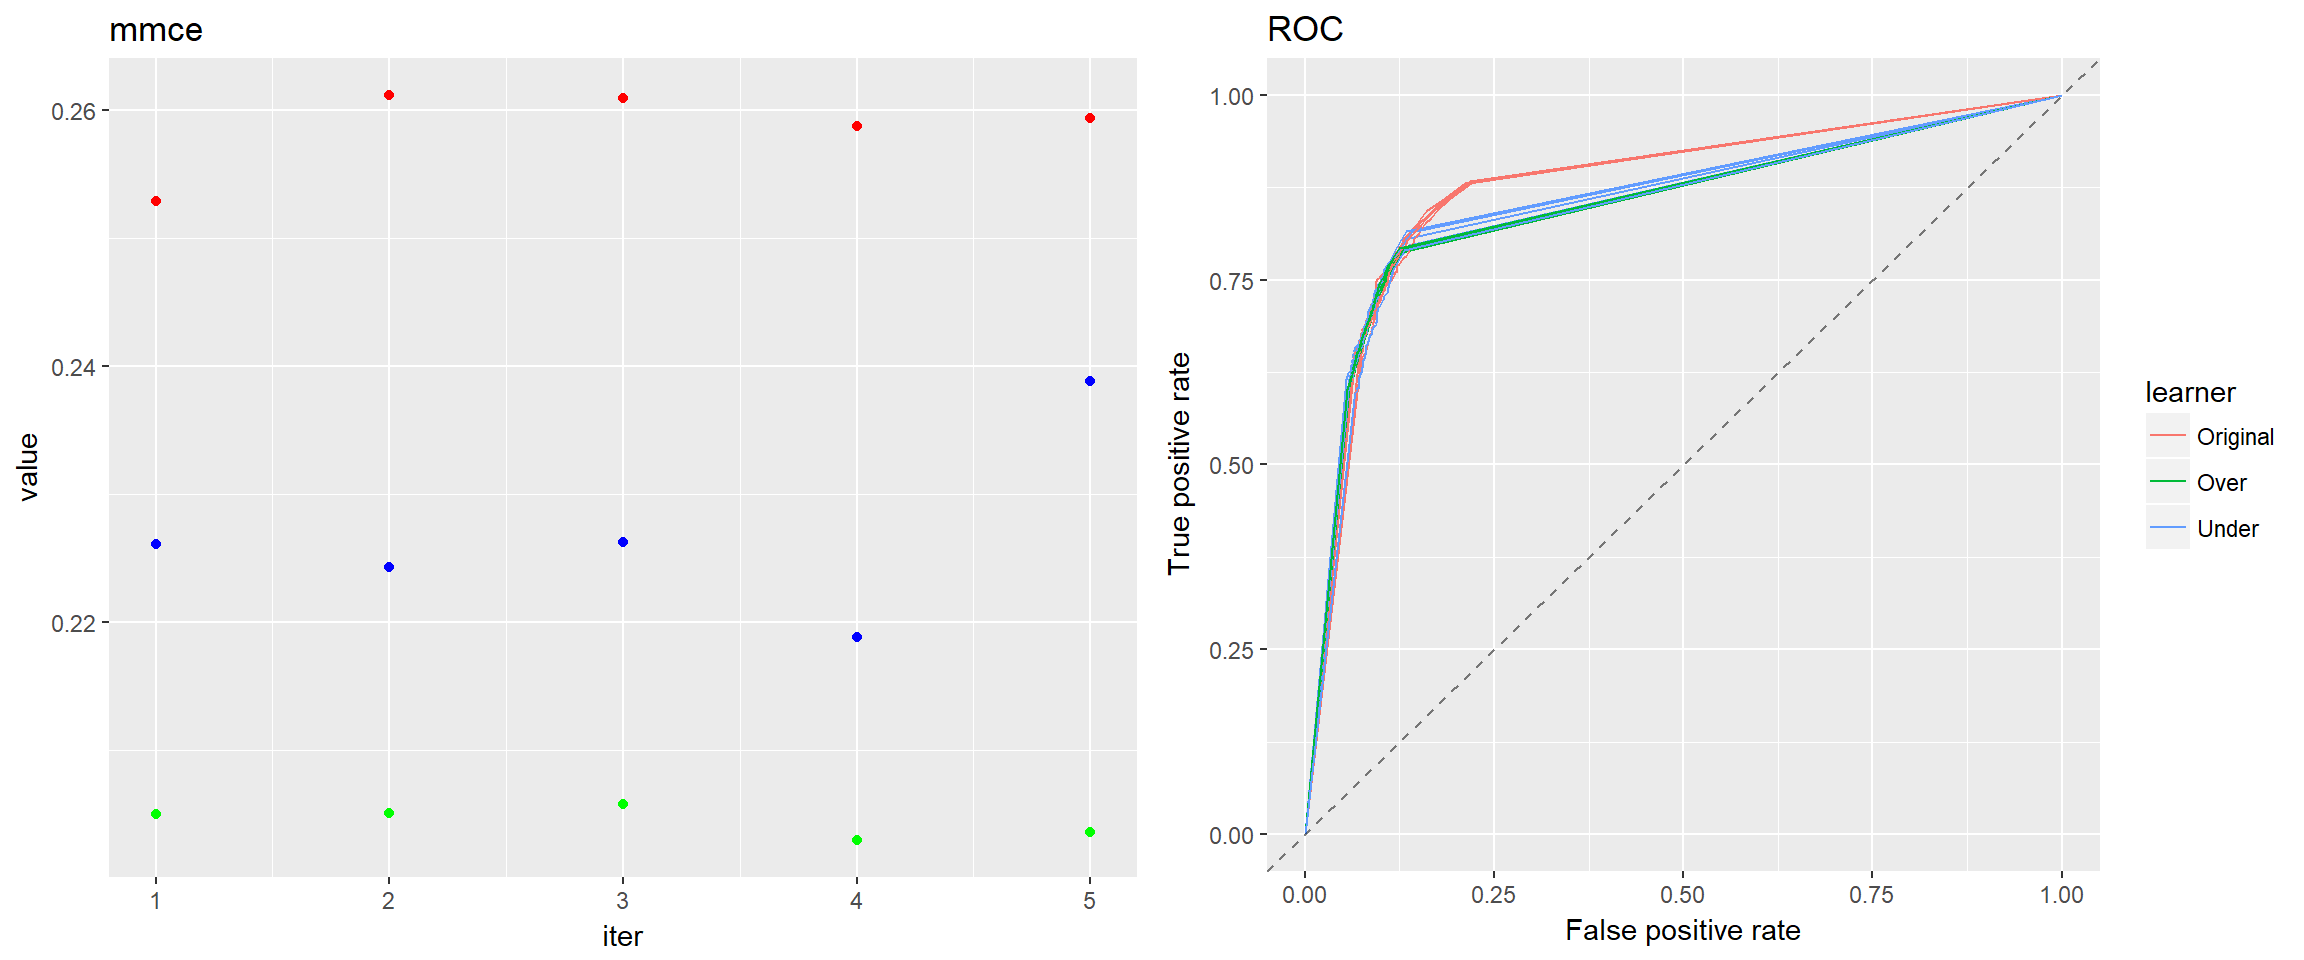 mmce
0.26
0.24
0.22
value
1 2 3 4 5
iter
ROC
1.00
0.75
0.50
0.25
0.00
True positive rate
0.00 0.25 0.50 0.75 1.00
False positive rate
learner
Original
Over
Under